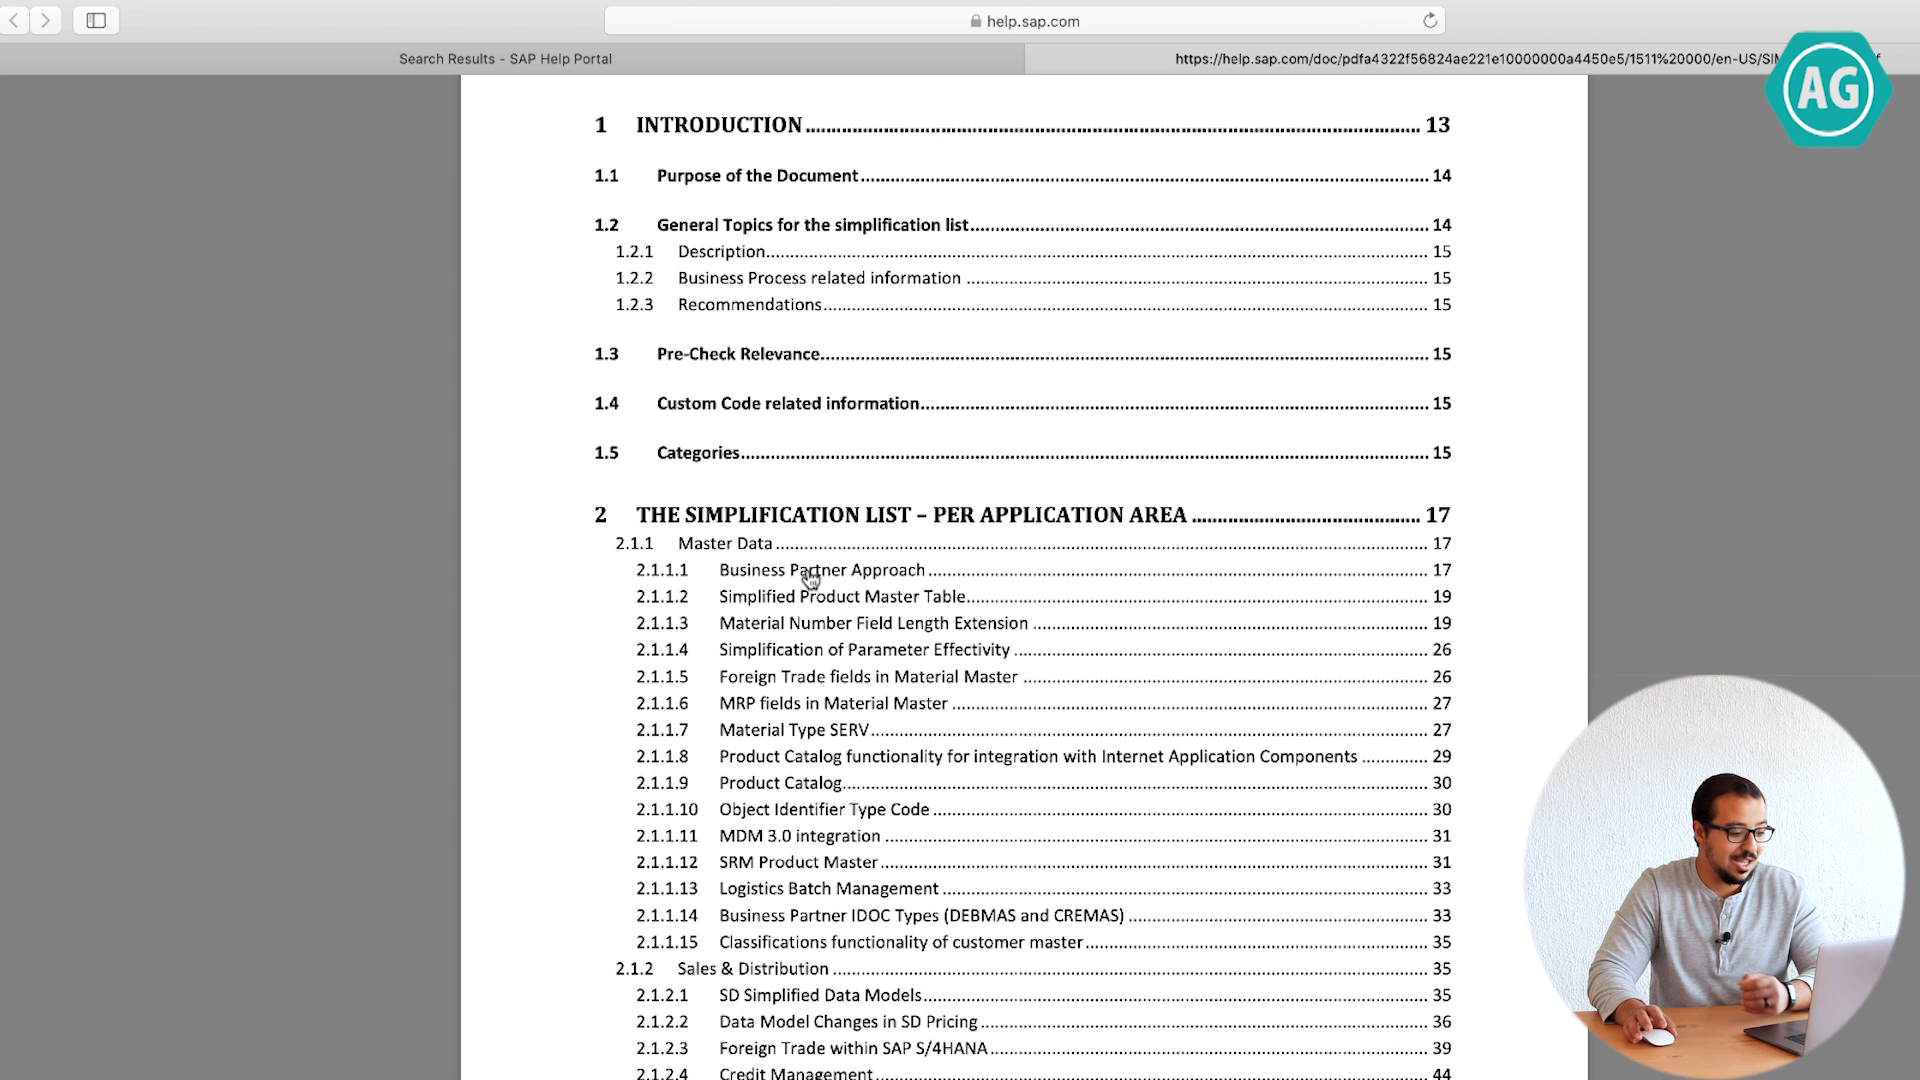 help.sap.com
Search Results - SAP Help Portal
https://help.sap.com/doc/pdfa4322f56824ae221e10000000a4450e5/1511%20000/en-US/SIM
AG
1 INTRODUCTION 13
1.1 Purpose of the Document 14
1.2 General Topics for the simplification list 14
1.2.1 Description 15
1.2.2 Business Process related information 15
1.2.3 Recommendations 15
1.3 Pre-Check Relevance 15
1.4 Custom Code related information 15
1.5 Categories 15
2 THE SIMPLIFICATION LIST – PER APPLICATION AREA 17
2.1.1 Master Data 17
2.1.1.1 Business Partner Approach 17
2.1.1.2 Simplified Product Master Table 19
2.1.1.3 Material Number Field Length Extension 19
2.1.1.4 Simplification of Parameter Effectivity 26
2.1.1.5 Foreign Trade fields in Material Master 26
2.1.1.6 MRP fields in Material Master 27
2.1.1.7 Material Type SERV 27
2.1.1.8 Product Catalog functionality for integration with Internet Application Components 29
2.1.1.9 Product Catalog 30
2.1.1.10 Object Identifier Type Code 30
2.1.1.11 MDM 3.0 integration 31
2.1.1.12 SRM Product Master 31
2.1.1.13 Logistics Batch Management 33
2.1.1.14 Business Partner IDOC Types (DEBMAS and CREMAS) 33
2.1.1.15 Classifications functionality of customer master 35
2.1.2 Sales & Distribution 35
2.1.2.1 SD Simplified Data Models 35
2.1.2.2 Data Model Changes in SD Pricing 36
2.1.2.3 Foreign Trade within SAP S/4HANA 39
2.1.2.4 Credit Management 44